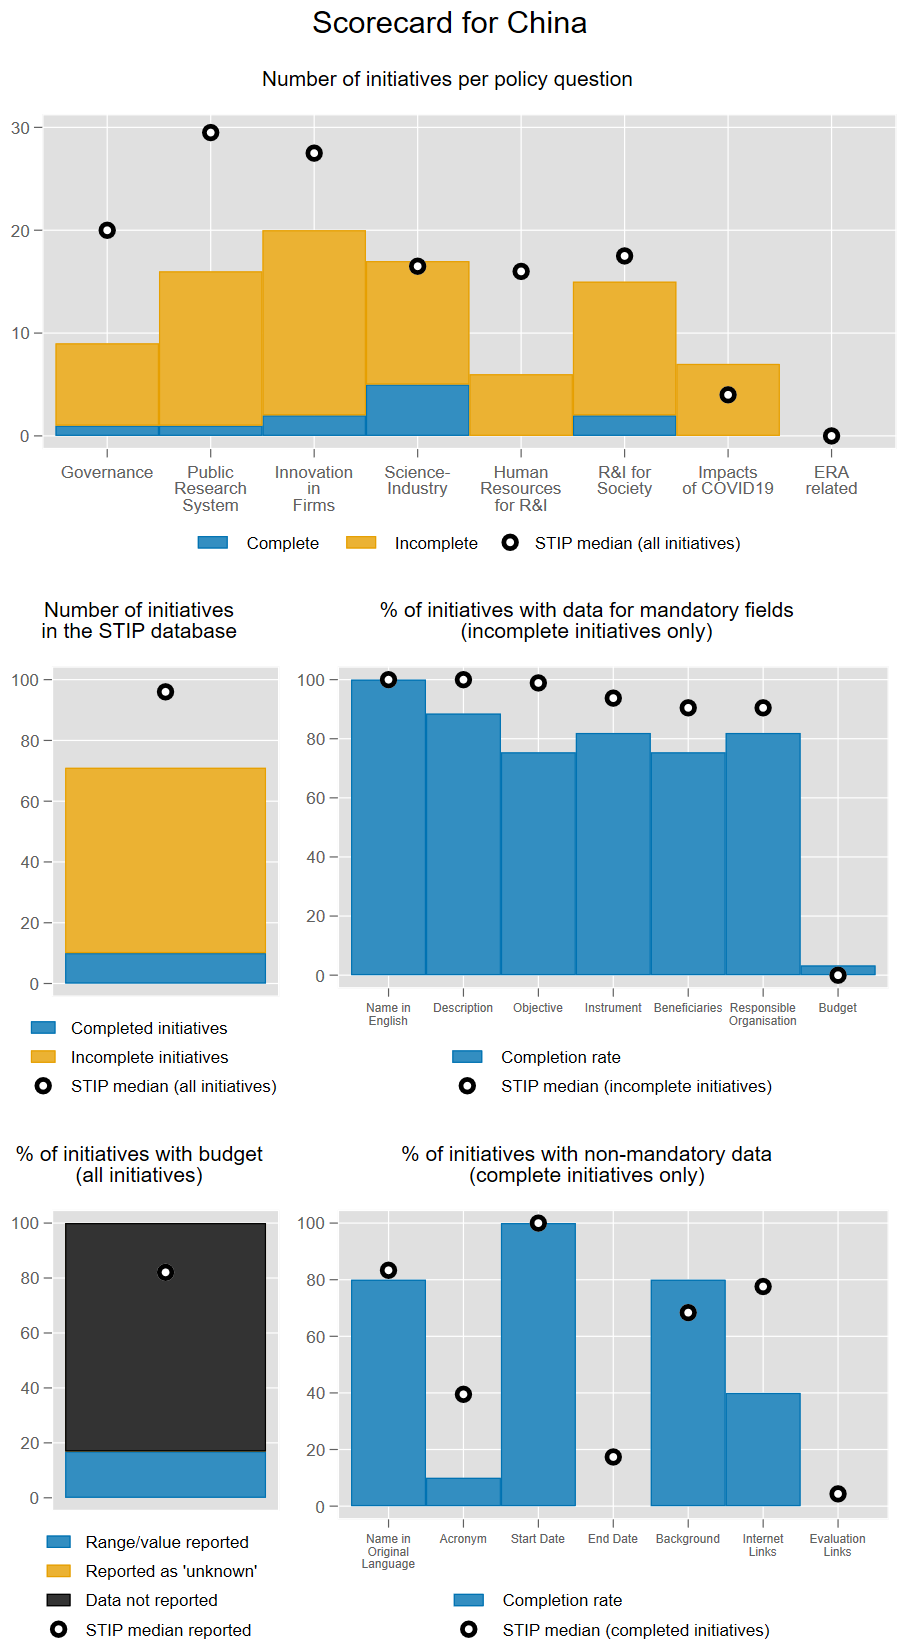 Scorecard for China
Number of initiatives per policy question
30
20
10
0
Governance
Public
Research
System
Innovation
in
Firms
Science-
Industry
Human
Resources
for R&I
R&I for
Society
Impacts
of COVID19
ERA
related
Complete
Incomplete
STIP median (all initiatives)
Number of initiatives
in the STIP database
100
80
60
40
20
0
Completed initiatives
Incomplete initiatives
STIP median (all initiatives)
% of initiatives with data for mandatory fields
(incomplete initiatives only)
100
80
60
40
20
0
Name in
English
Description
Objective
Instrument
Beneficiaries
Responsible
Organisation
Budget
Completion rate
STIP median (incomplete initiatives)
% of initiatives with budget
(all initiatives)
100
80
60
40
20
0
Range/value reported
Reported as 'unknown'
Data not reported
STIP median reported
% of initiatives with non-mandatory data
(complete initiatives only)
100
80
60
40
20
0
Name in
Original
Language
Acronym
Start Date
End Date
Background
Internet
Links
Evaluation
Links
Completion rate
STIP median (completed initiatives)